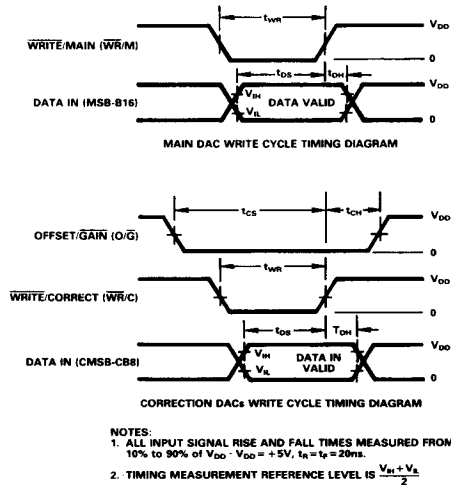 tWR
VDD
WRITE/MAIN (WR/M)
0
tDS
tDH
VDD
DATA IN (MSB-B16)
VIH
DATA VALID
VIL
0
MAIN DAC WRITE CYCLE TIMING DIAGRAM
tCS
tCH
VDD
OFFSET/GAIN (O/G)
0
tWR
VDD
WRITE/CORRECT (WR/C)
0
tDS
TDH
VDD
DATA IN (CMSB-CB8)
VIH
DATA IN
VALID
VIL
0
CORRECTION DACs WRITE CYCLE TIMING DIAGRAM
NOTES:
1. ALL INPUT SIGNAL RISE AND FALL TIMES MEASURED FROM
10% to 90% of VDD · VDD = +5V, tR = tF = 20ns.
2. TIMING MEASUREMENT REFERENCE LEVEL IS VIH + VIL
2